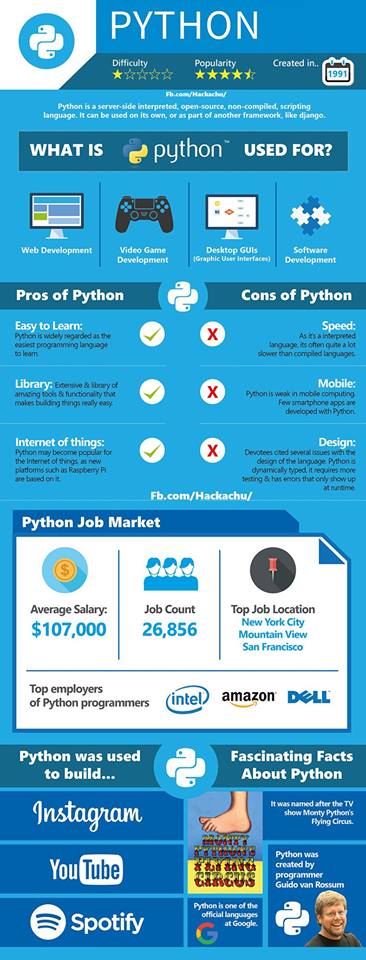 PYTHON
Difficulty
Popularity
Created in..
1991
Fb.com/Hackachu/
Python is a server-side interpreted, open-source, non-compiled, scripting
language. It can be used on its own, or as part of another framework, like django.
WHAT IS python™ USED FOR?
Web Development
Video Game
Development
Desktop GUIs
(Graphic User Interfaces)
Software
Development
Pros of Python
Cons of Python
Easy to Learn:
Python is widely regarded as the
easiest programming language
to learn.
X
Speed:
As it's a interpreted
language, its often quite a lot
slower than compiled languages.
Library: Extensive & library of
amazing tools & functionality that
makes building things really easy.
X
Mobile:
Python is weak in mobile computing.
Few smartphone apps are
developed with Python.
Internet of things:
Python may become popular for
the Internet of things, as new
platforms such as Raspberry Pi
are based on it.
X
Design:
Devotees cited several issues with the
design of the language. Python is
dynamically typed, it requires more
testing & has errors that only show up
at runtime.
Fb.com/Hackachu/
Python Job Market
Average Salary:
$107,000
Job Count
26,856
Top Job Location
New York City
Mountain View
San Francisco
Top employers
of Python programmers
intel
amazon
DELL
Python was used
to build...
Fascinating Facts
About Python
Instagram
YouTube
Spotify
MONTY
PYTHON'S
FLYING
CIRCUS
It was named after the TV
show Monty Python's
Flying Circus.
Python was
created by
programmer
Guido van Rossum
Python is one of the
official languages
at Google.
G